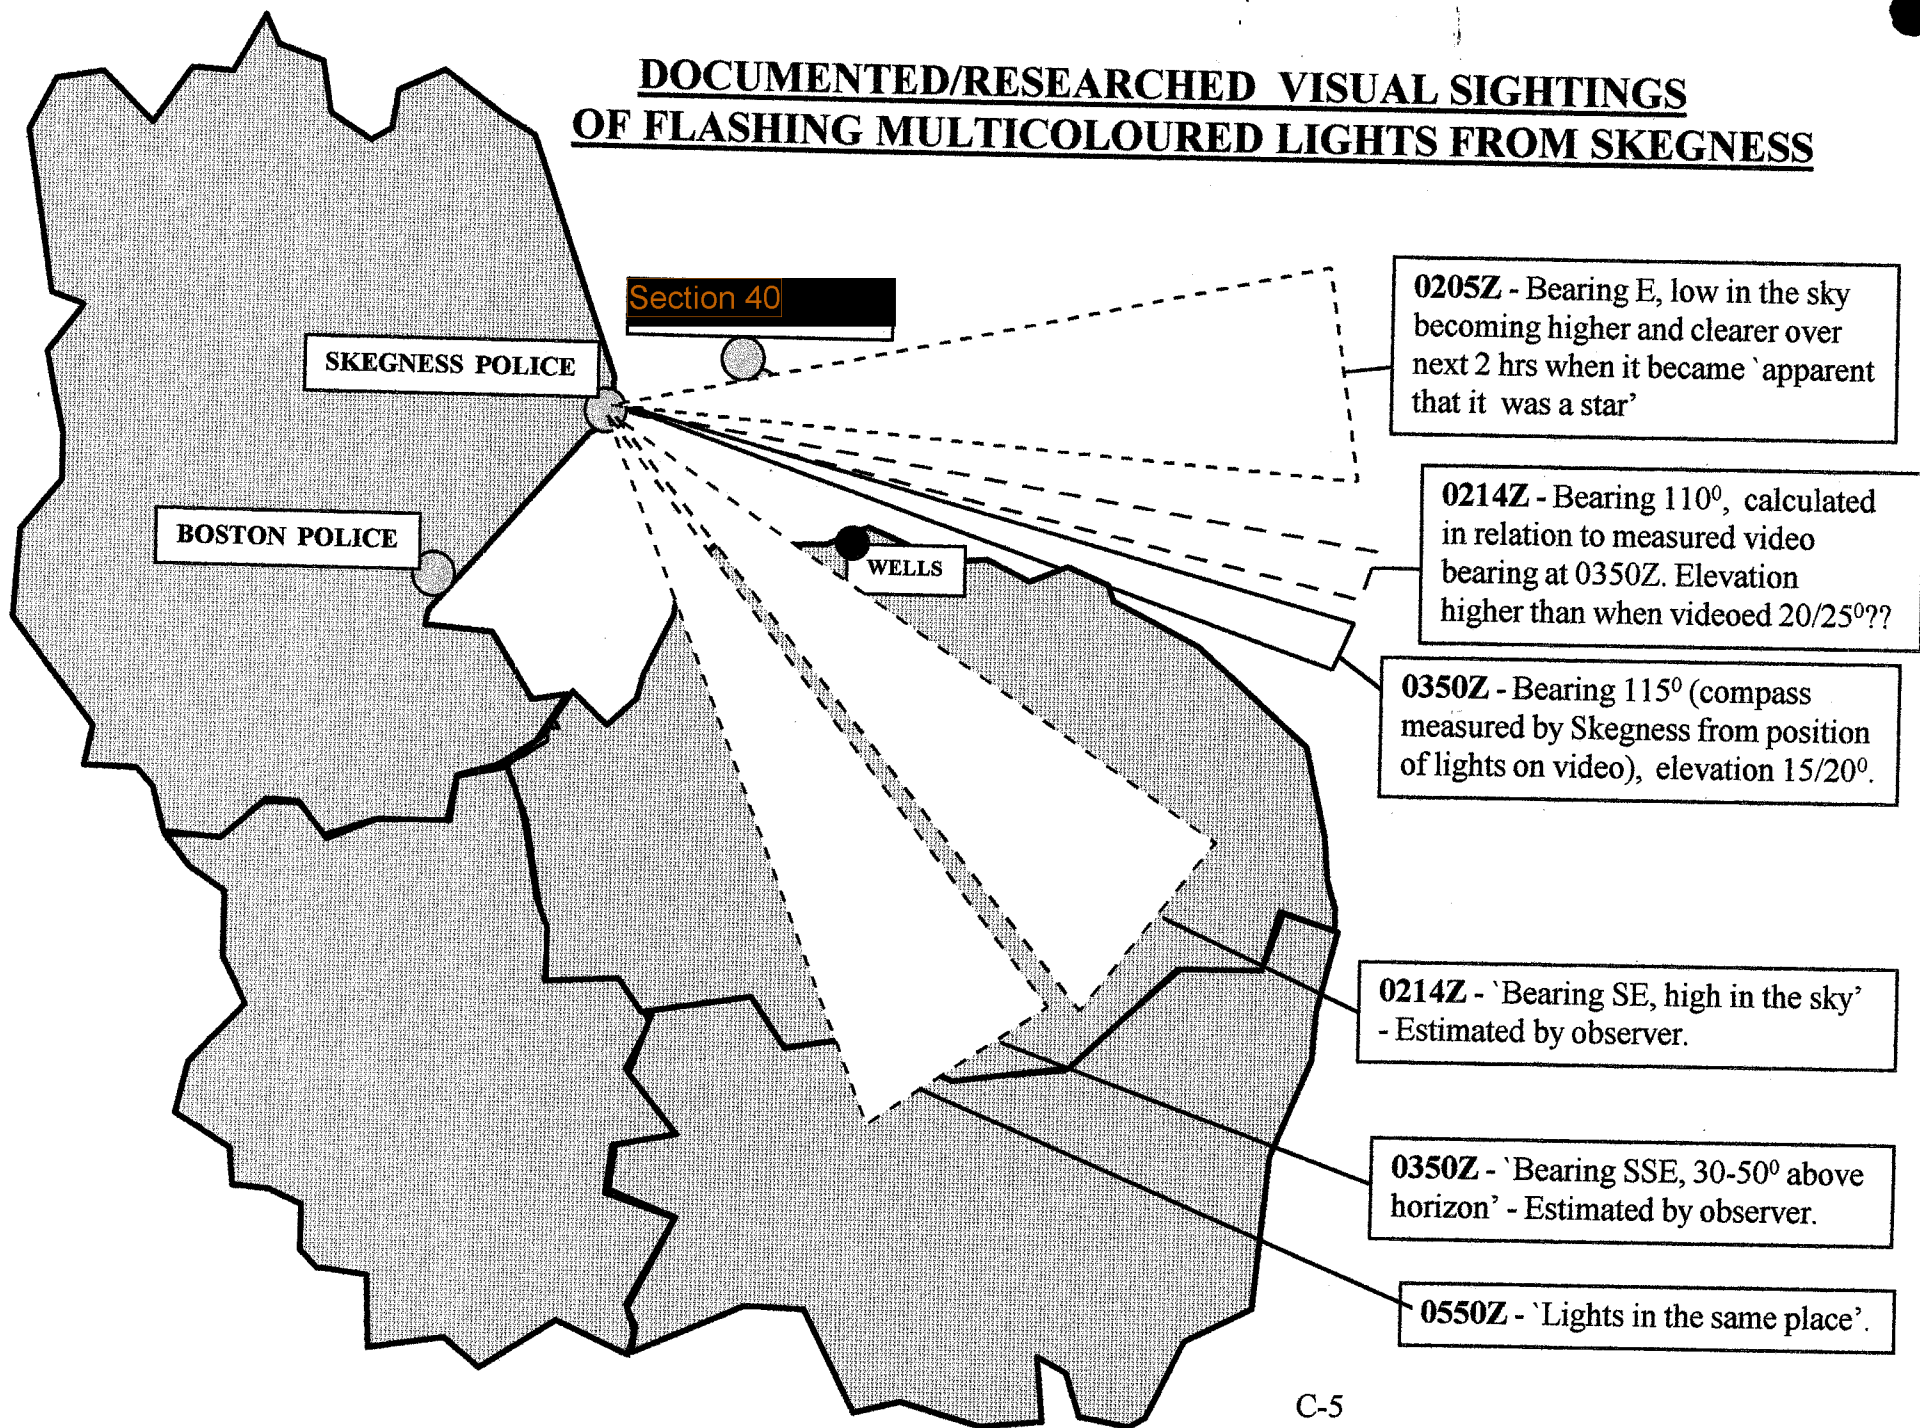 DOCUMENTED/RESEARCHED VISUAL SIGHTINGS
OF FLASHING MULTICOLOURED LIGHTS FROM SKEGNESS
Section 40
SKEGNESS POLICE
BOSTON POLICE
WELLS
0205Z - Bearing E, low in the sky
becoming higher and clearer over
next 2 hrs when it became `apparent
that it was a star'
0214Z - Bearing 110⁰, calculated
in relation to measured video
bearing at 0350Z. Elevation
higher than when videoed 20/25⁰??
0350Z - Bearing 115⁰ (compass
measured by Skegness from position
of lights on video), elevation 15/20⁰.
0214Z - `Bearing SE, high in the sky'
- Estimated by observer.
0350Z - `Bearing SSE, 30-50⁰ above
horizon' - Estimated by observer.
0550Z - `Lights in the same place'.
C-5